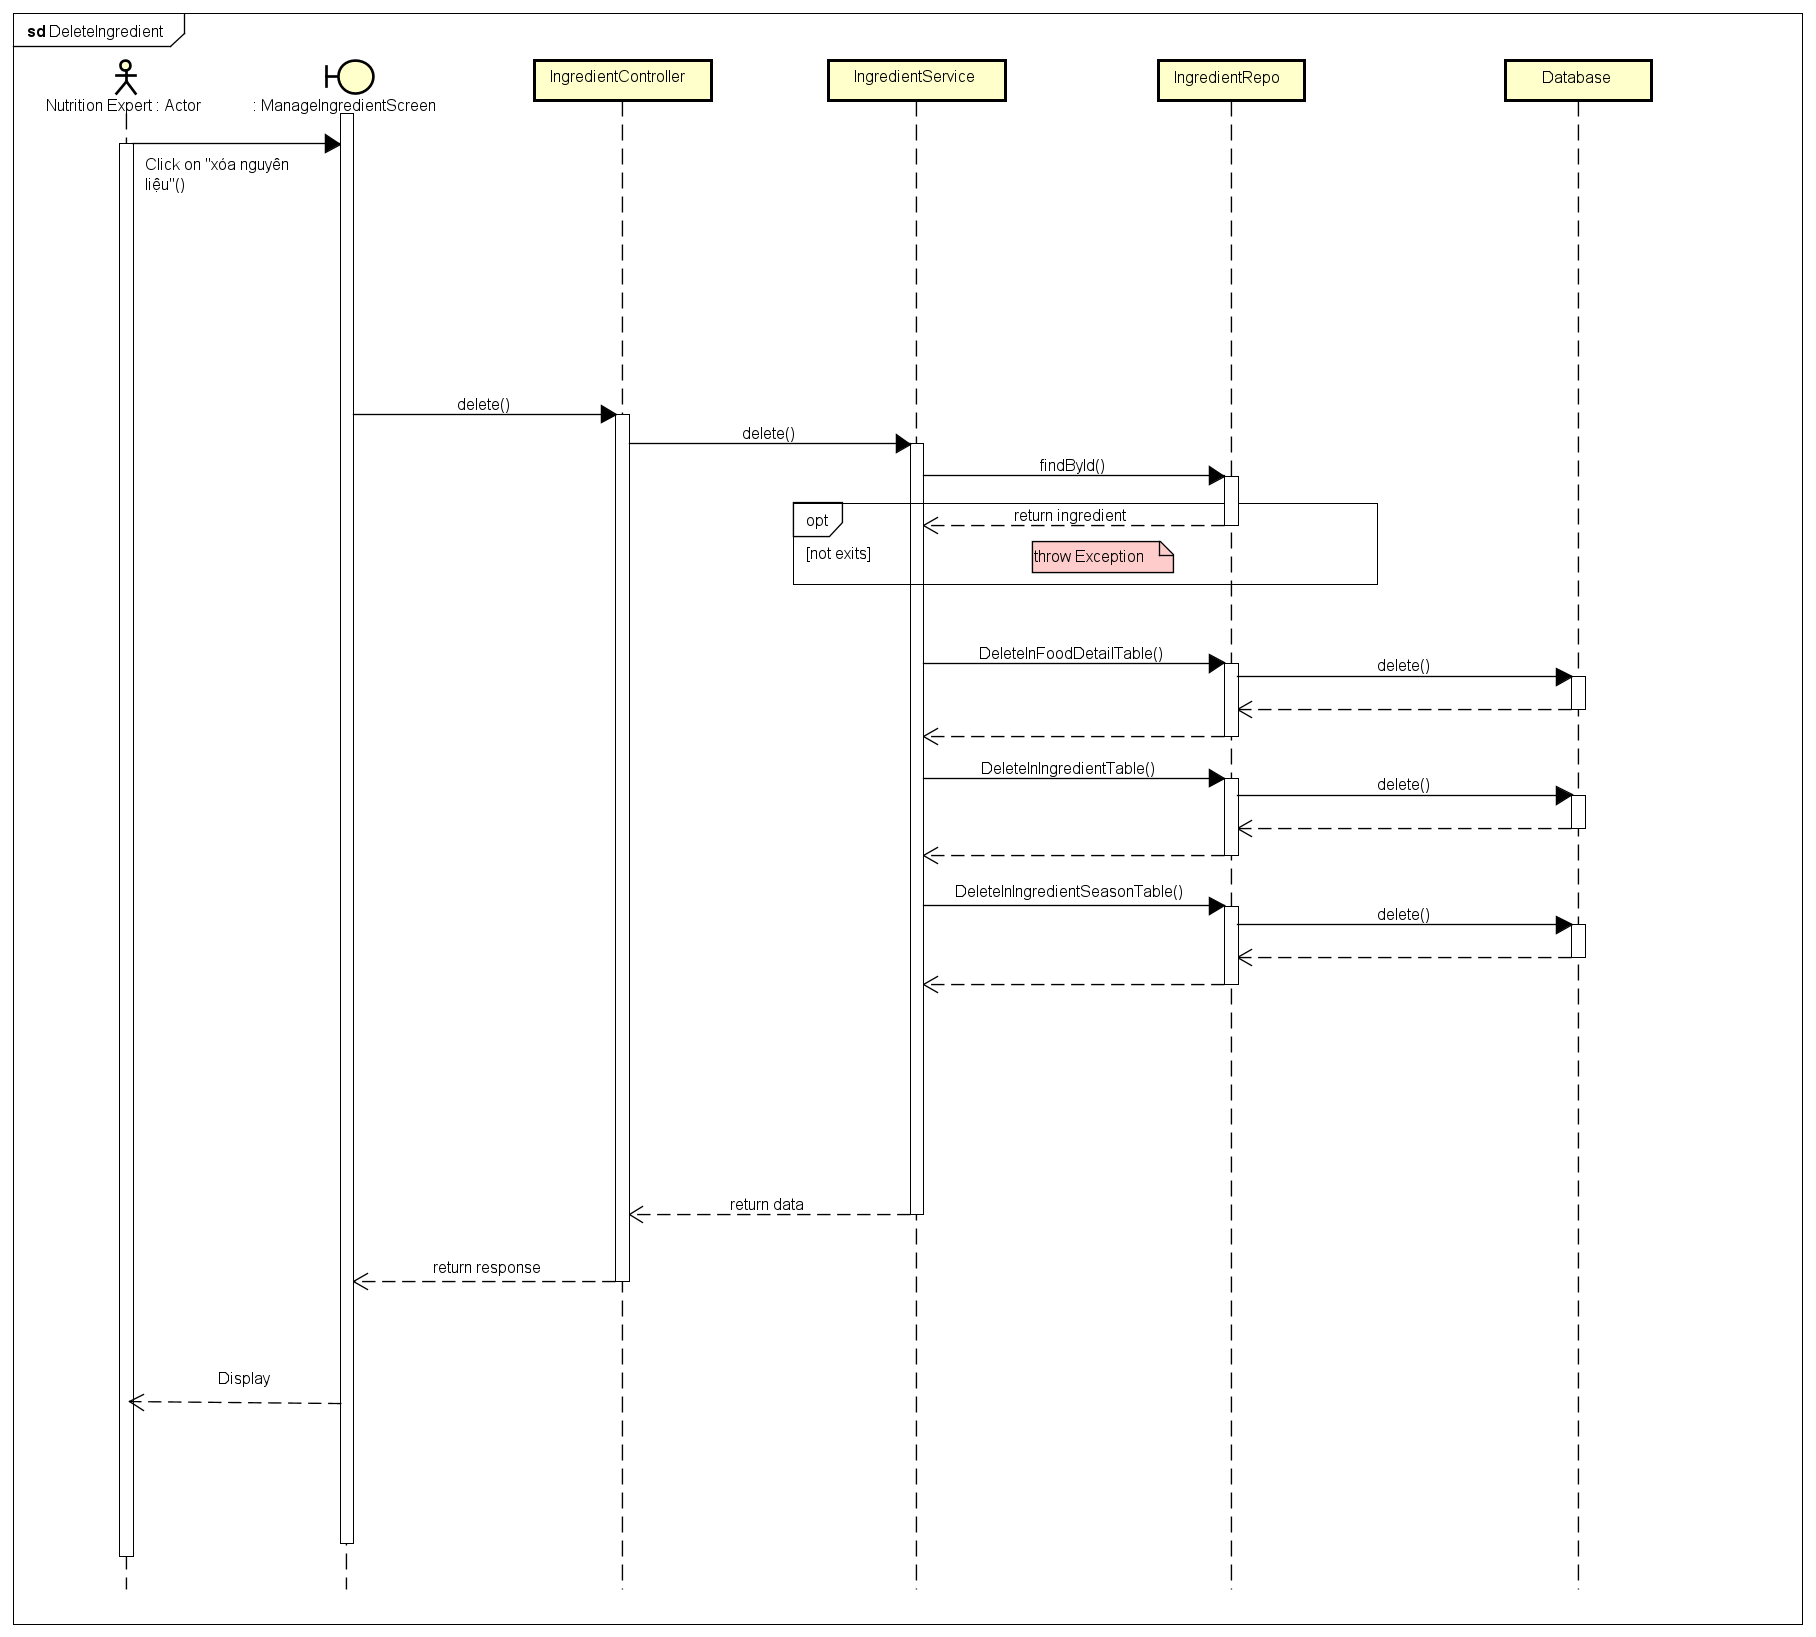 sd DeleteIngredient
Nutrition Expert : Actor
: ManageIngredientScreen
IngredientController
IngredientService
IngredientRepo
Database
Click on "xóa nguyên
liệu"()
delete()
delete()
findById()
opt
return ingredient
[not exits]
throw Exception
DeleteInFoodDetailTable()
delete()
DeleteInIngredientTable()
delete()
DeleteInIngredientSeasonTable()
delete()
return data
return response
Display